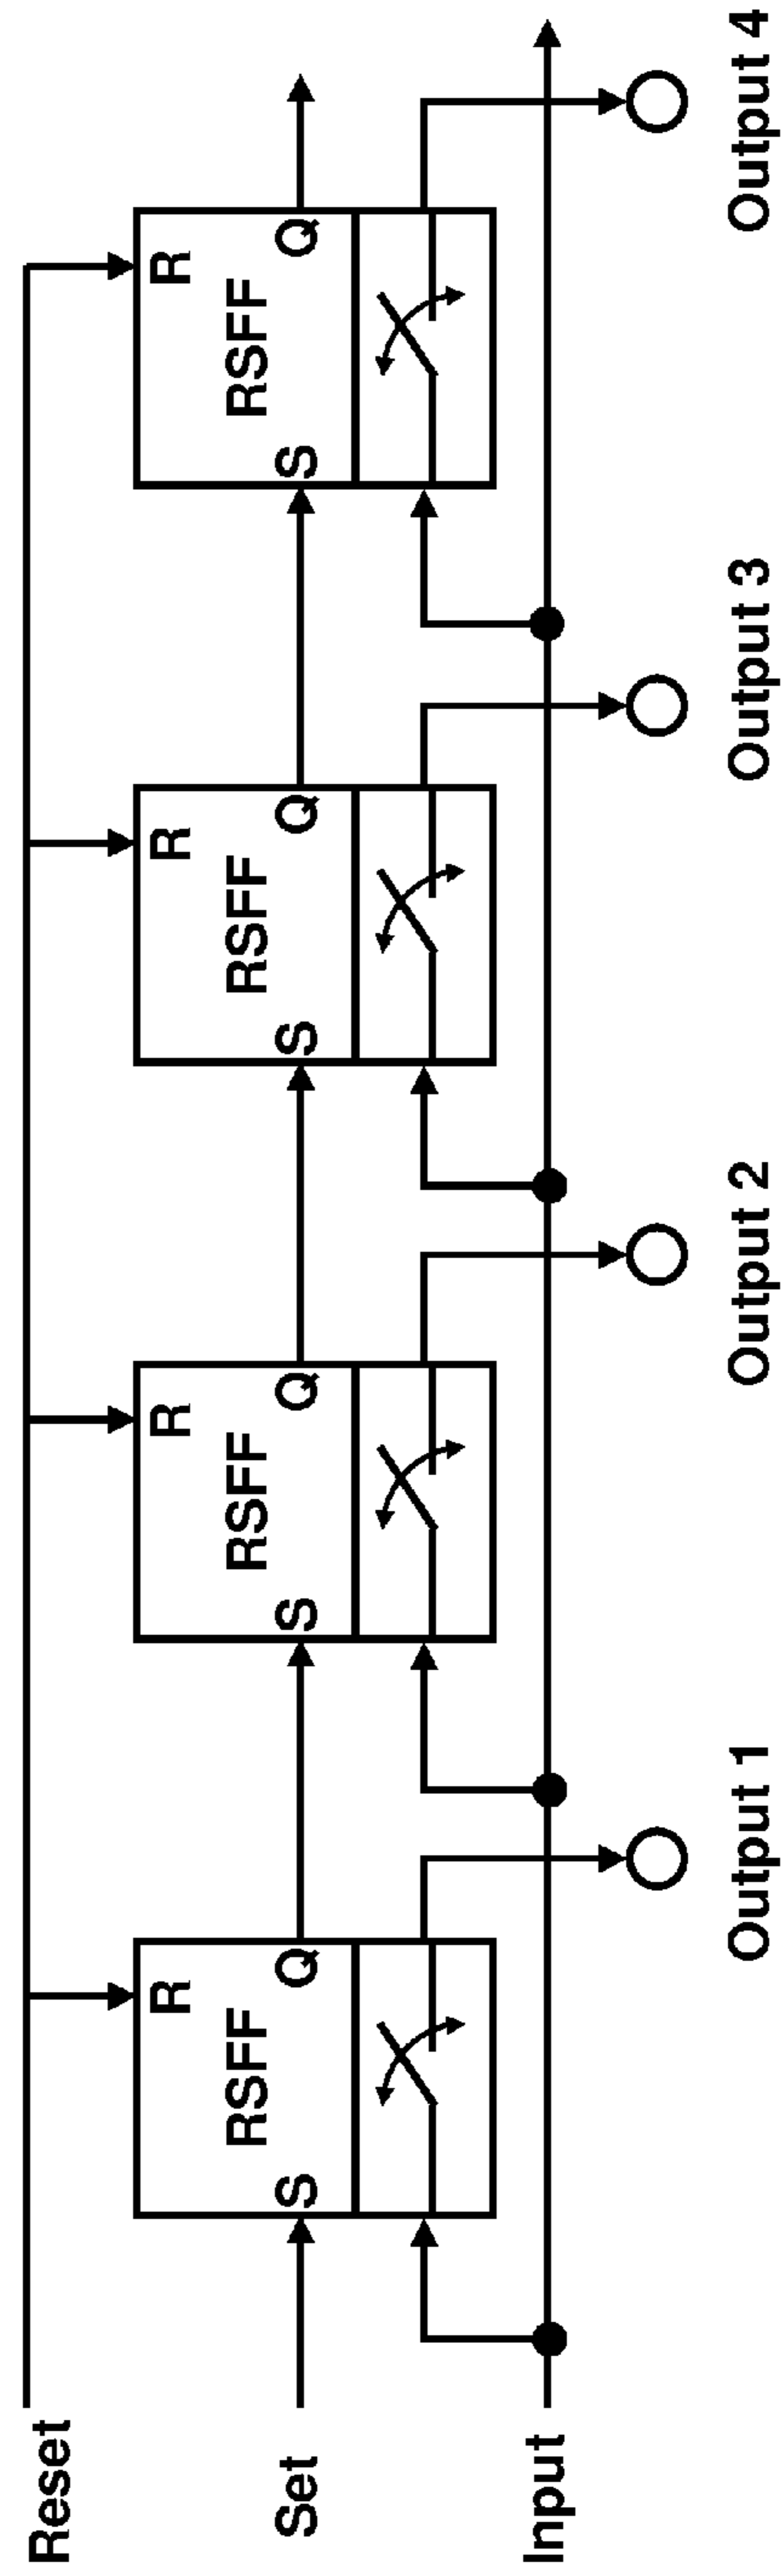 Reset
R
R
R
R
RSFF
RSFF
RSFF
RSFF
Set
S
Q
S
Q
S
Q
S
Q
Input
Output 1
Output 2
Output 3
Output 4